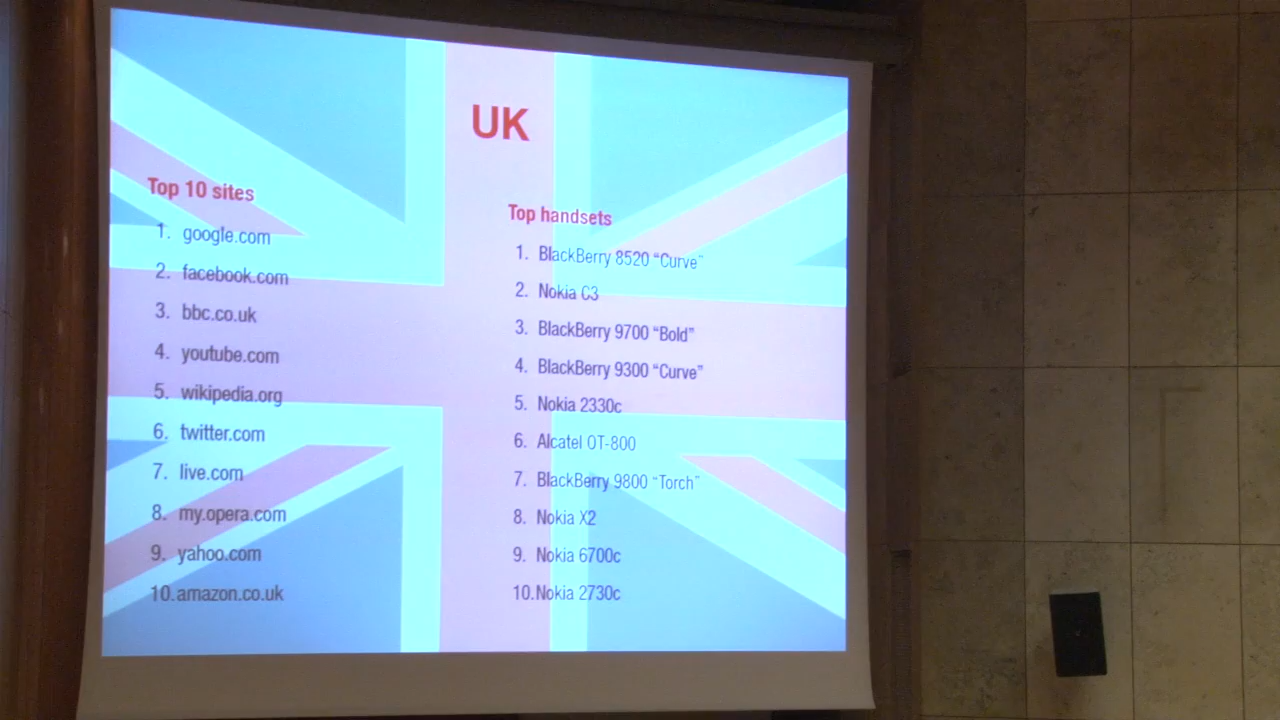 UK
Top 10 sites
1. google.com
2. facebook.com
3. bbc.co.uk
4. youtube.com
5. wikipedia.org
6. twitter.com
7. live.com
8. my.opera.com
9. yahoo.com
10. amazon.co.uk
Top handsets
1. BlackBerry 8520 “Curve”
2. Nokia C3
3. BlackBerry 9700 “Bold”
4. BlackBerry 9300 “Curve”
5. Nokia 2330c
6. Alcatel OT-800
7. BlackBerry 9800 “Torch”
8. Nokia X2
9. Nokia 6700c
10. Nokia 2730c